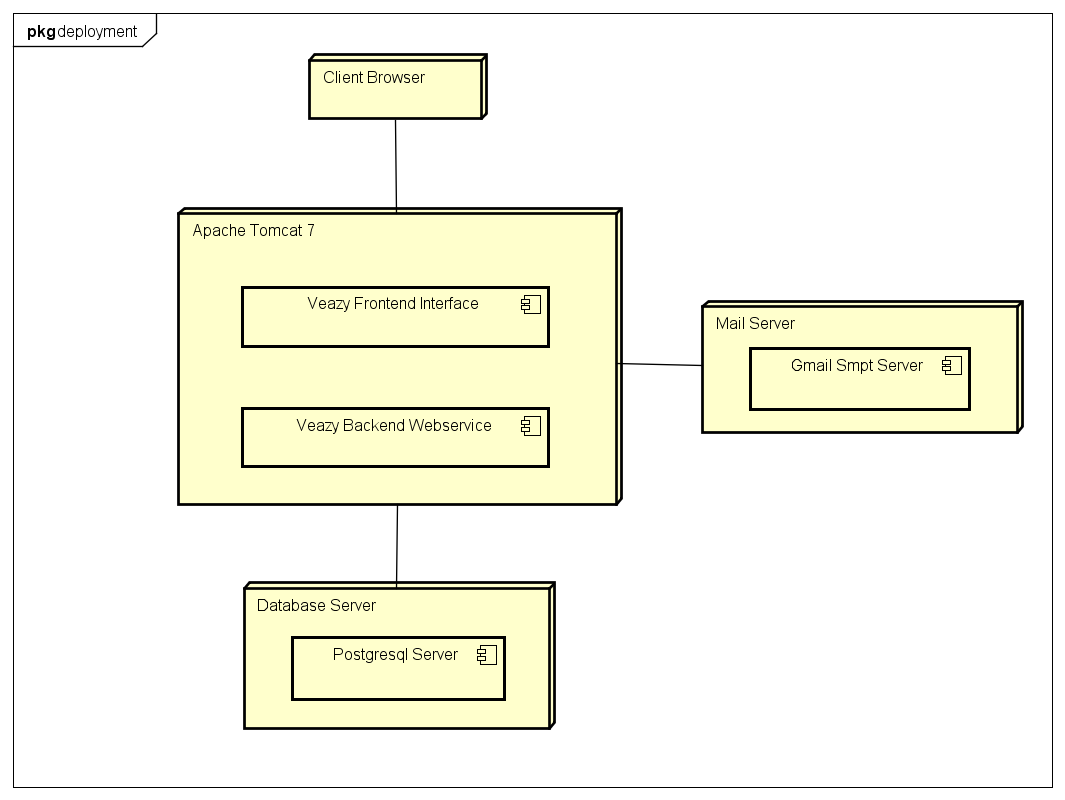 pkg deployment
Client Browser
Apache Tomcat 7
Veazy Frontend Interface
Mail Server
Gmail Smpt Server
Veazy Backend Webservice
Database Server
Postgresql Server